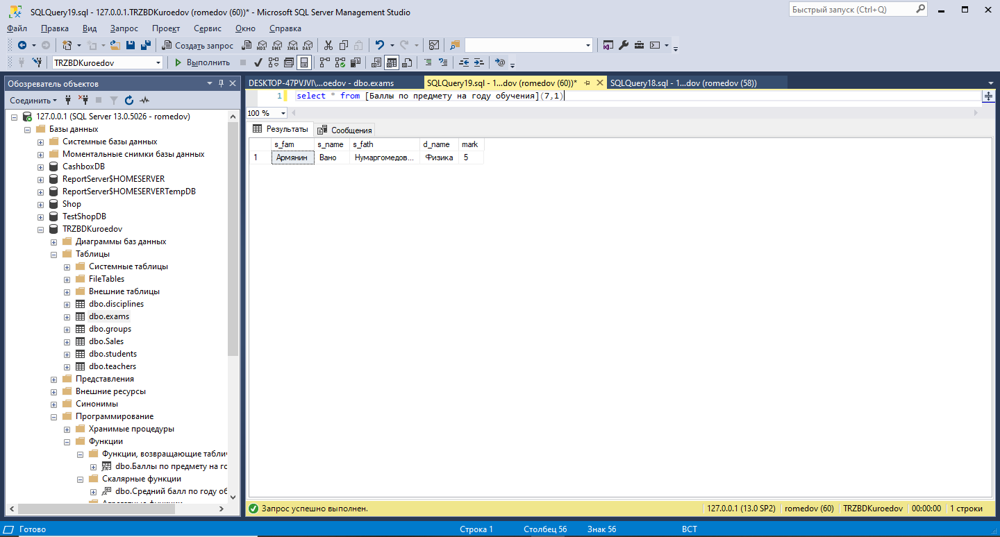 SQLQuery19.sql - 127.0.0.1.TRZBDKuroedov (romedov (60))* - Microsoft SQL Server Management Studio
Быстрый запуск (Ctrl+Q)
Файл Правка Вид Запрос Проект Сервис Окно Справка
Создать запрос MDX DMX XMLA DAX
TRZBDKuroedov Выполнить
Обозреватель объектов
Соединить
127.0.0.1 (SQL Server 13.0.5026 - romedov)
Базы данных
Системные базы данных
Моментальные снимки базы данных
CashboxDB
ReportServer$HOMESERVER
ReportServer$HOMESERVERTempDB
Shop
TestShopDB
TRZBDKuroedov
Диаграммы баз данных
Таблицы
Системные таблицы
FileTables
Внешние таблицы
dbo.disciplines
dbo.exams
dbo.groups
dbo.Sales
dbo.students
dbo.teachers
Представления
Внешние ресурсы
Синонимы
Программирование
Хранимые процедуры
Функции
Функции, возвращающие таблич
dbo.Баллы по предмету на го
Скалярные функции
dbo.Средний балл по году об
Агрегатные функции
DESKTOP-47PVJVI\...oedov - dbo.exams SQLQuery19.sql - 1...dov (romedov (60))* SQLQuery18.sql - 1...dov (romedov (58))
1 select * from [Баллы по предмету на году обучения](7,1)
100 %
Результаты Сообщения
s_fam s_name s_fath d_name mark
1 Армянин Вано Нумаргомедов... Физика 5
Запрос успешно выполнен. 127.0.0.1 (13.0 SP2) romedov (60) TRZBDKuroedov 00:00:00 1 строки
Готово Строка 1 Столбец 56 Знак 56 ВСТ